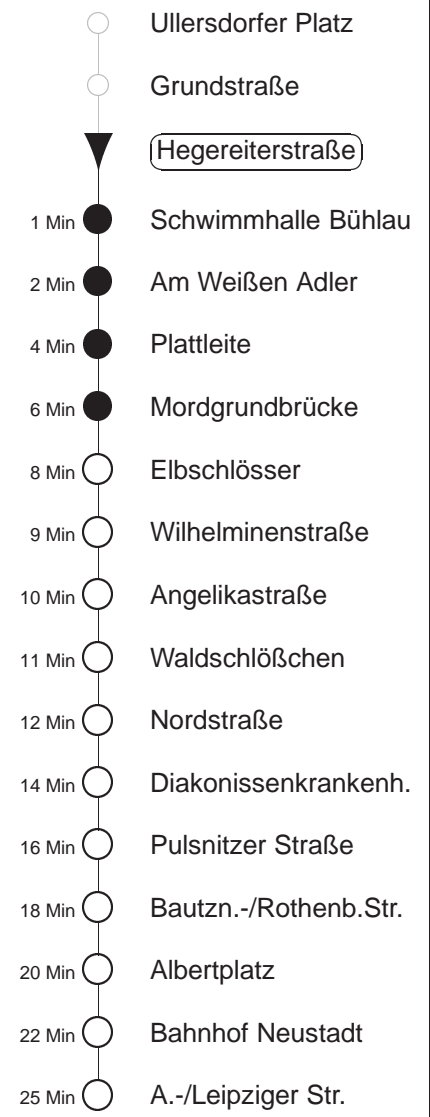 Ullersdorfer Platz
Grundstraße
Hegereiterstraße
1 Min Schwimmhalle Bühlau
2 Min Am Weißen Adler
4 Min Plattleite
6 Min Mordgrundbrücke
8 Min Elbschlösser
9 Min Wilhelminenstraße
10 Min Angelikastraße
11 Min Waldschlößchen
12 Min Nordstraße
14 Min Diakonissenkrankenh.
16 Min Pulsnitzer Straße
18 Min Bautzn.-/Rothenb.Str.
20 Min Albertplatz
22 Min Bahnhof Neustadt
25 Min A.-/Leipziger Str.